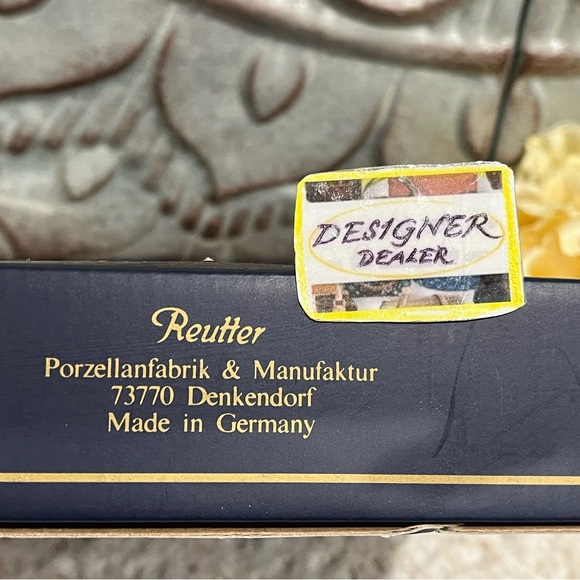 DESIGNER
DEALER
Reutter
Porzellanfabrik & Manufaktur
73770 Denkendorf
Made in Germany